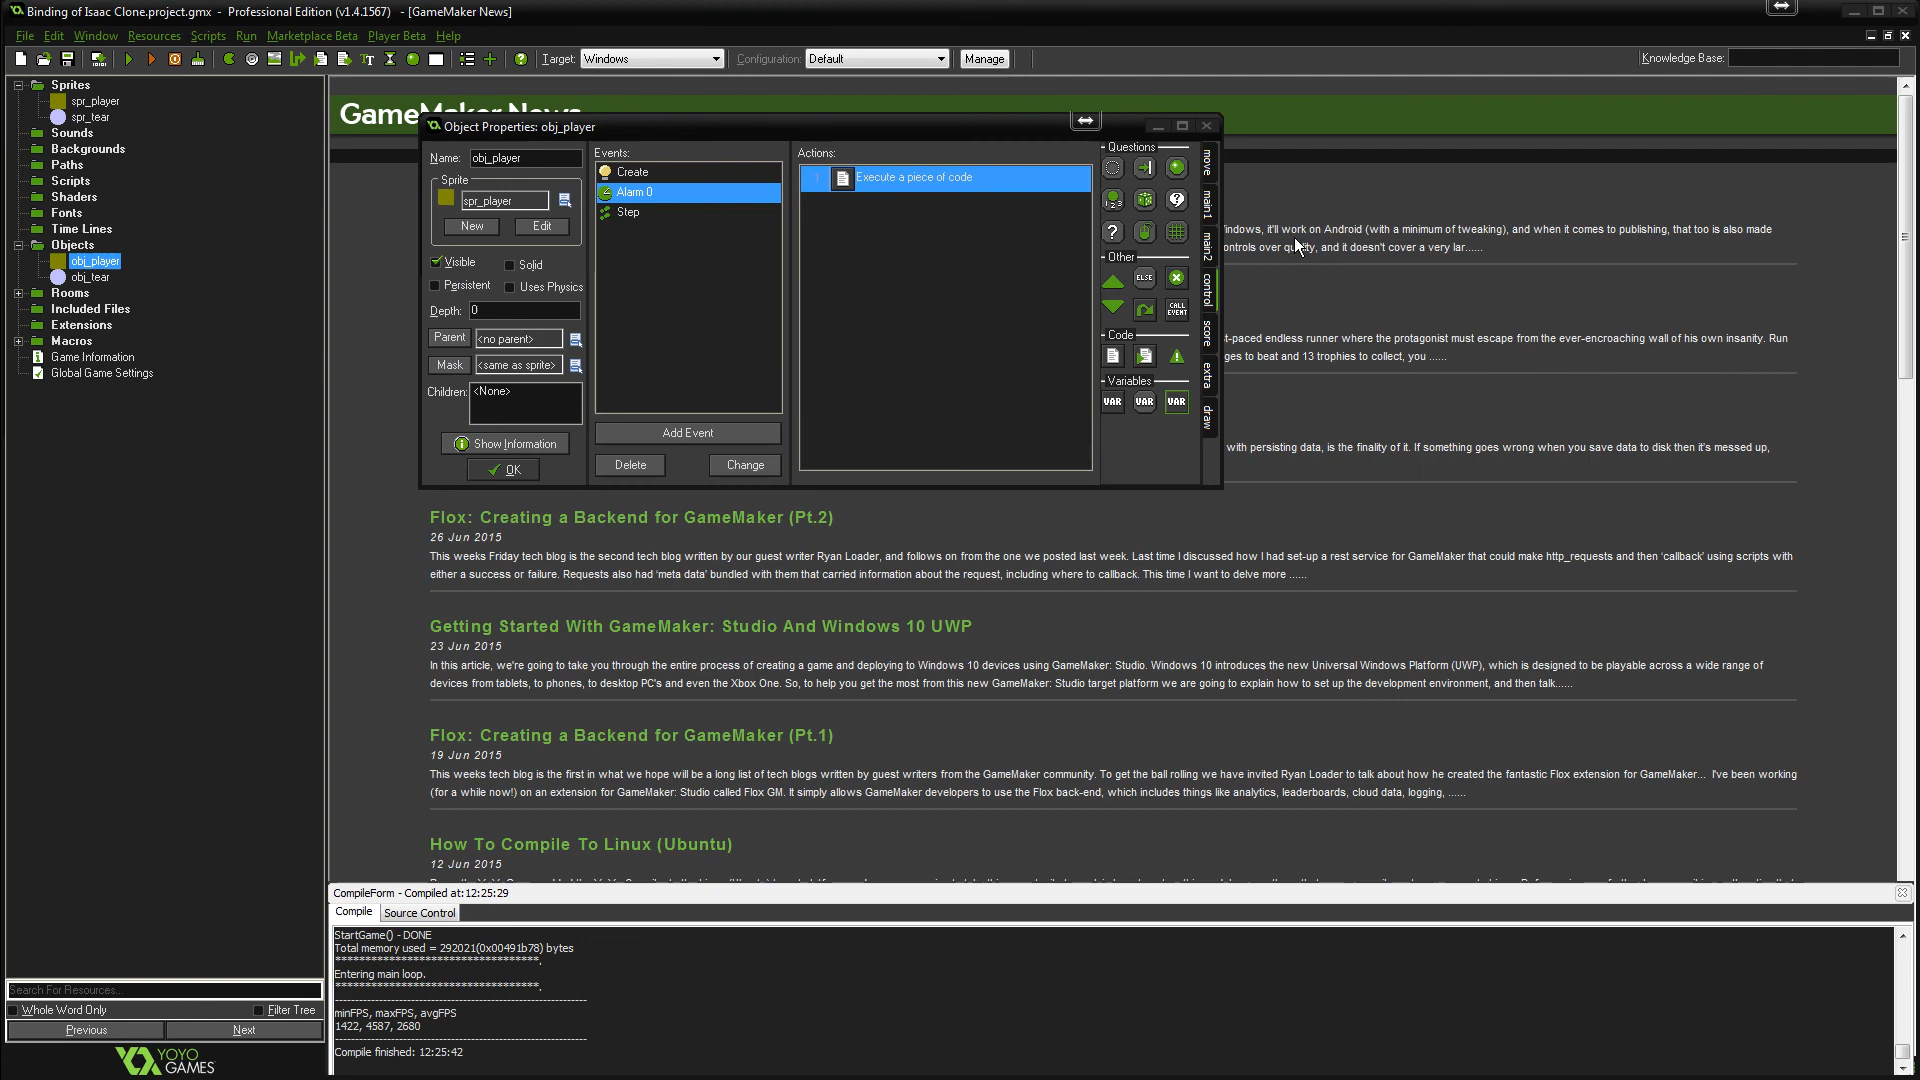 Binding of Isaac Clone.project.gmx - Professional Edition (v1.4.1567) - [GameMaker News]
File Edit Window Resources Scripts Run Marketplace Beta Player Beta Help
Target: Windows Configuration: Default Manage Knowledge Base:
Sprites
spr_player
spr_tear
Sounds
Backgrounds
Paths
Scripts
Shaders
Fonts
Time Lines
Objects
obj_player
obj_tear
Rooms
Included Files
Extensions
Macros
Game Information
Global Game Settings
Search For Resources...
Whole Word Only Filter Tree
Previous Next
YOYO
GAMES
GameMaker News
Object Properties: obj_player
Name: obj_player
Sprite
spr_player
New Edit
Visible Solid
Persistent Uses Physics
Depth: 0
Parent <no parent>
Mask <same as sprite>
Children: <None>
Show Information
OK
Events:
Create
Alarm 0
Step
Add Event
Delete Change
Actions:
1 Execute a piece of code
Questions
Other
ELSE
CALL
EVENT
Code
Variables
VAR VAR VAR
move
main1
main2
control
score
extra
draw
indows, it'll work on Android (with a minimum of tweaking), and when it comes to publishing, that too is also made
ontrols over quality, and it doesn't cover a very lar......
t-paced endless runner where the protagonist must escape from the ever-encroaching wall of his own insanity. Run
ges to beat and 13 trophies to collect, you ......
with persisting data, is the finality of it. If something goes wrong when you save data to disk then it's messed up,
Flox: Creating a Backend for GameMaker (Pt.2)
26 Jun 2015
This weeks Friday tech blog is the second tech blog written by our guest writer Ryan Loader, and follows on from the one we posted last week. Last time I discussed how I had set-up a rest service for GameMaker that could make http_requests and then 'callback' using scripts with
either a success or failure. Requests also had 'meta data' bundled with them that carried information about the request, including where to callback. This time I want to delve more ......
Getting Started With GameMaker: Studio And Windows 10 UWP
23 Jun 2015
In this article, we're going to take you through the entire process of creating a game and deploying to Windows 10 devices using GameMaker: Studio. Windows 10 introduces the new Universal Windows Platform (UWP), which is designed to be playable across a wide range of
devices from tablets, to phones, to desktop PC's and even the Xbox One. So, to help you get the most from this new GameMaker: Studio target platform we are going to explain how to set up the development environment, and then talk......
Flox: Creating a Backend for GameMaker (Pt.1)
19 Jun 2015
This weeks tech blog is the first in what we hope will be a long list of tech blogs written by guest writers from the GameMaker community. To get the ball rolling we have invited Ryan Loader to talk about how he created the fantastic Flox extension for GameMaker... I've been working
(for a while now!) on an extension for GameMaker: Studio called Flox GM. It simply allows GameMaker developers to use the Flox back-end, which includes things like analytics, leaderboards, cloud data, logging, ......
How To Compile To Linux (Ubuntu)
12 Jun 2015
CompileForm - Compiled at:12:25:29
Compile Source Control
StartGame() - DONE
Total memory used = 292021(0x00491b78) bytes
**********************************.
Entering main loop.
**********************************.
---------------------------------------------------------------
minFPS, maxFPS, avgFPS
1422, 4587, 2680
---------------------------------------------------------------
Compile finished: 12:25:42